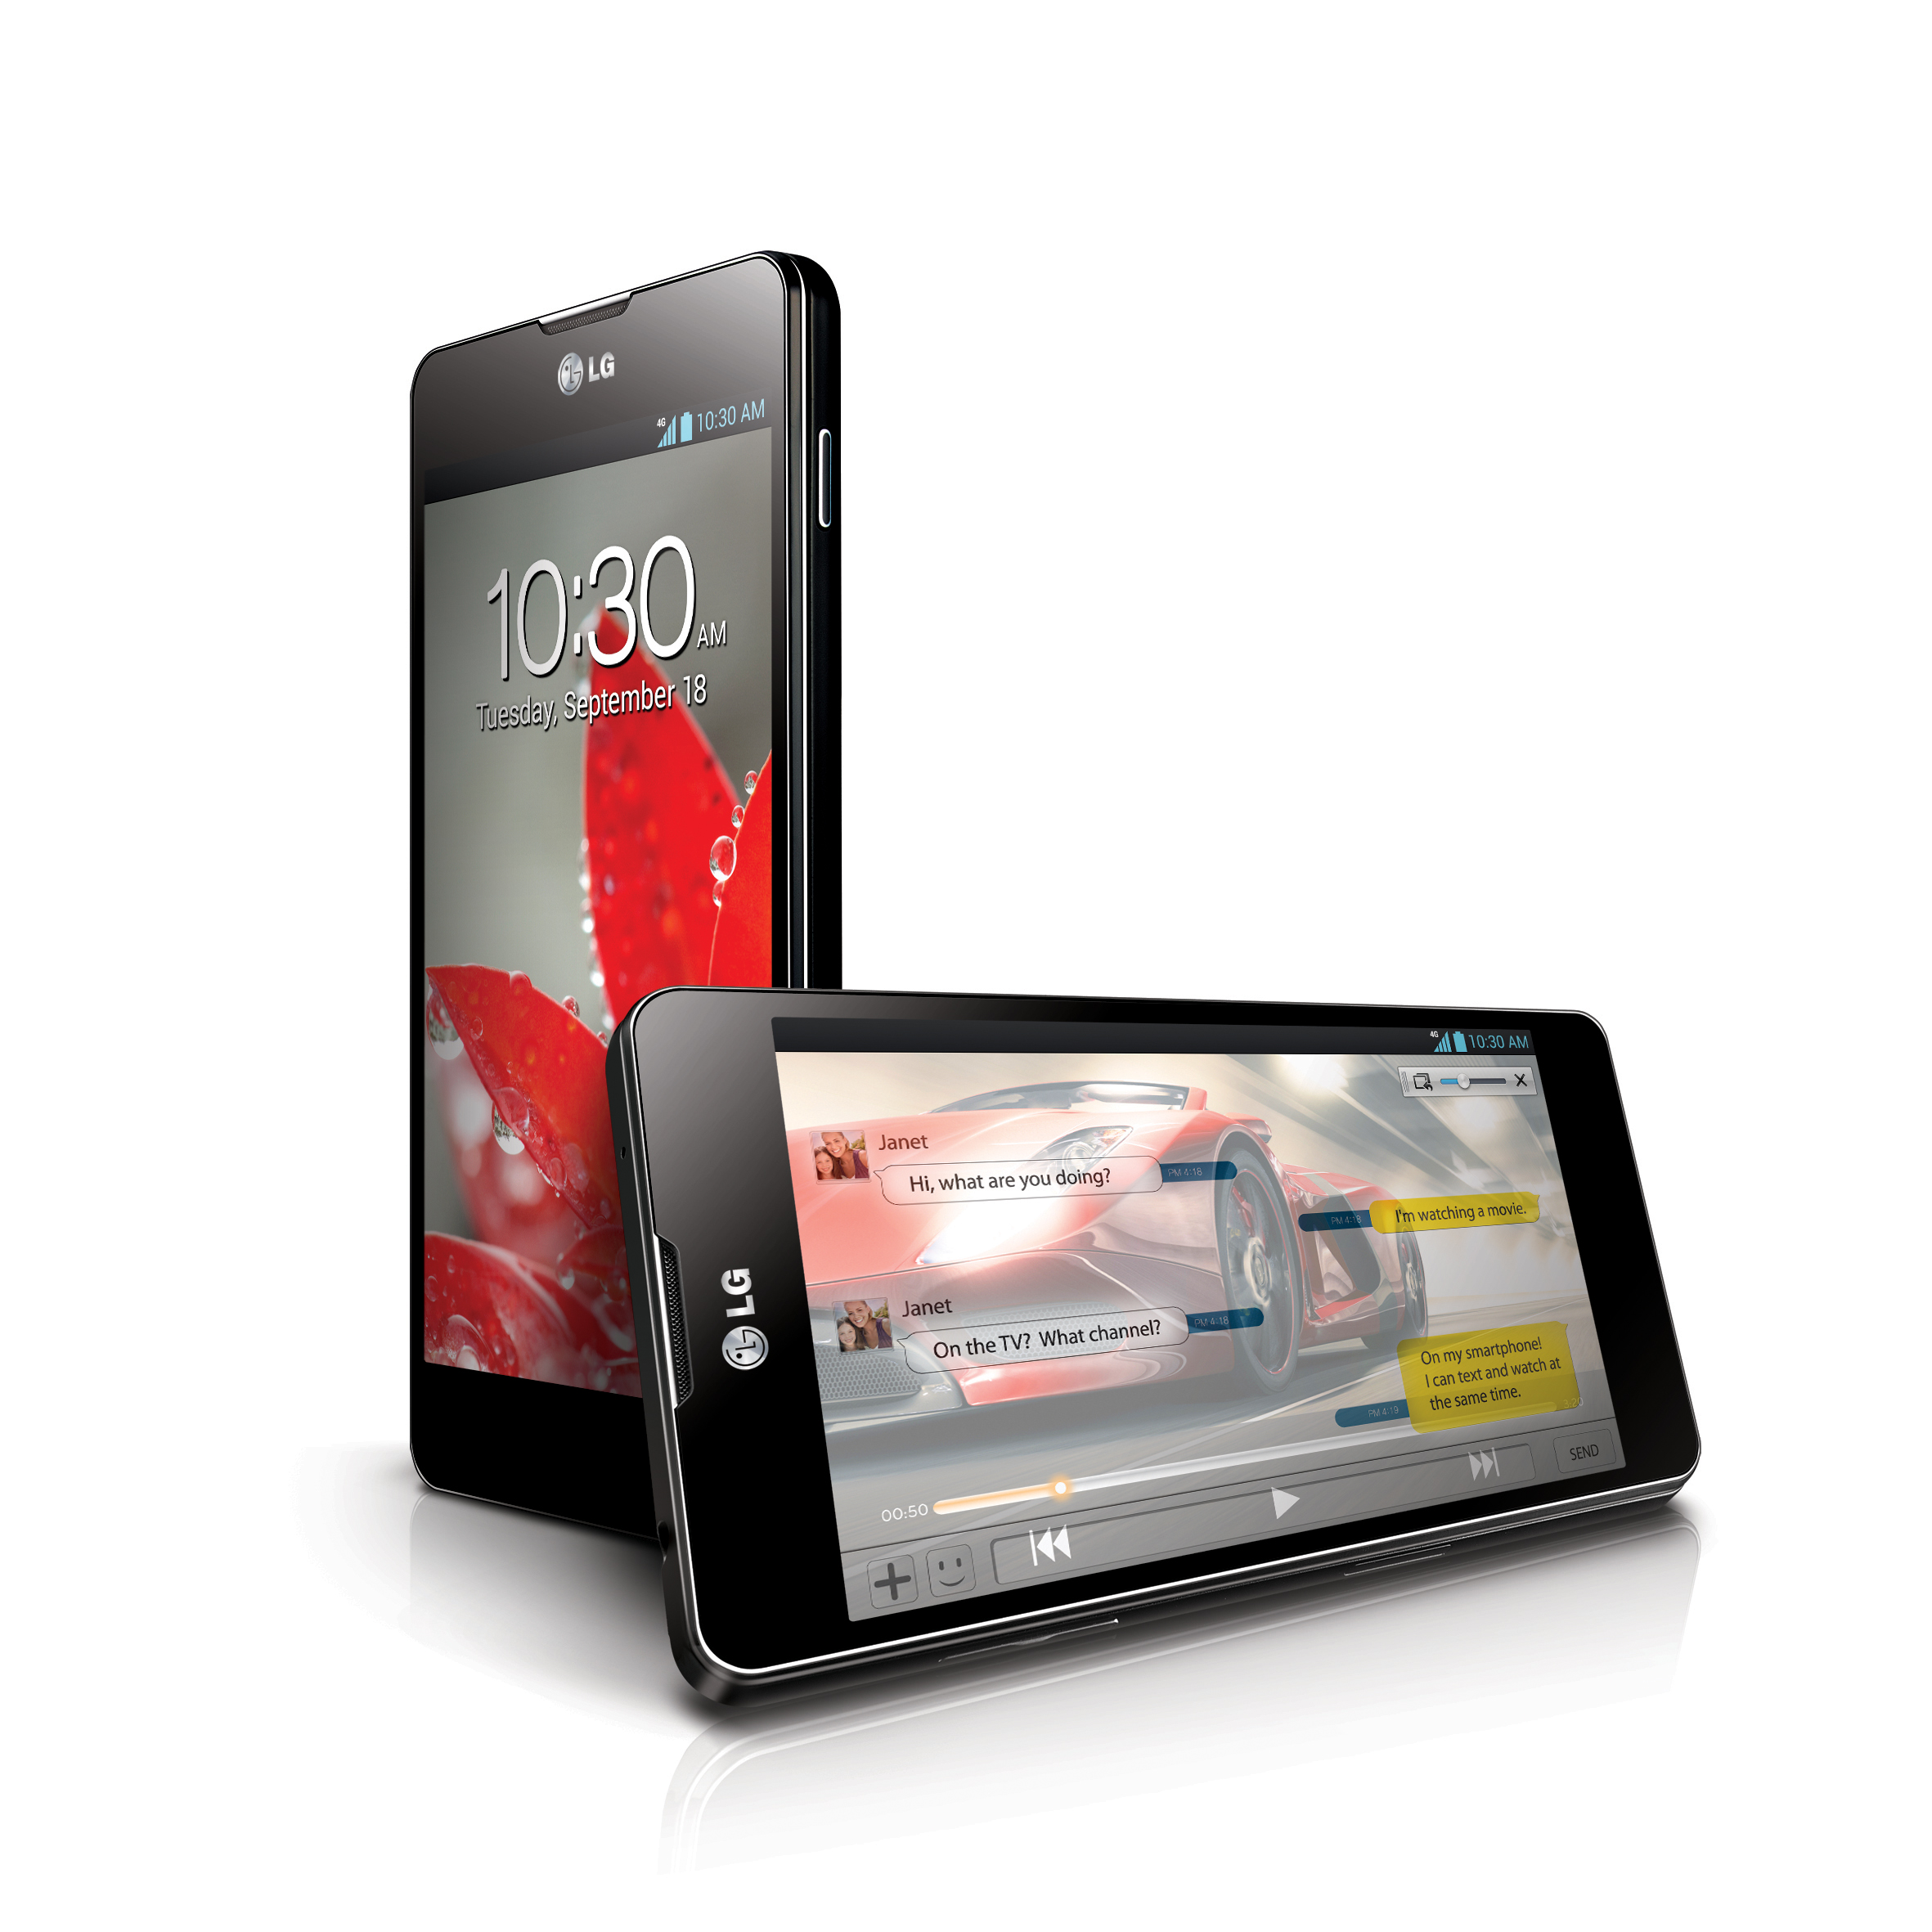 LG
4G 10:30 AM
10:30 AM
Tuesday, September 18
4G 10:30 AM
Janet
Hi, what are you doing? PM 4:18
PM 4:18 I'm watching a movie.
Janet
On the TV? What channel? PM 4:18
On my smartphone!
I can text and watch at
PM 4:19 the same time.
3:20
00:50
SEND
LG